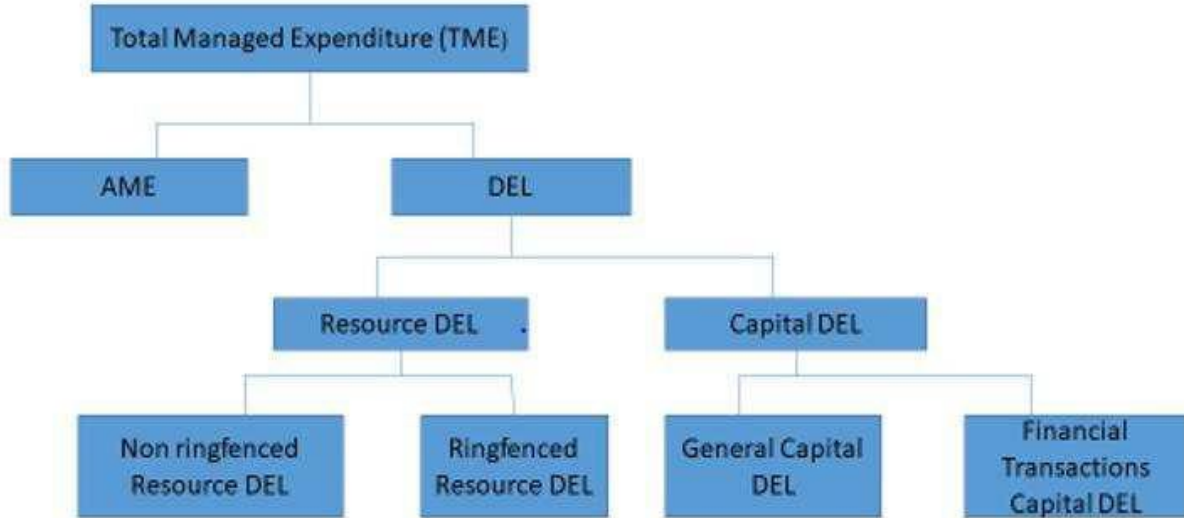 Total Managed Expenditure (TME)
AME
DEL
Resource DEL
Capital DEL
Non ringfenced
Resource DEL
Ringfenced
Resource DEL
General Capital
DEL
Financial
Transactions
Capital DEL